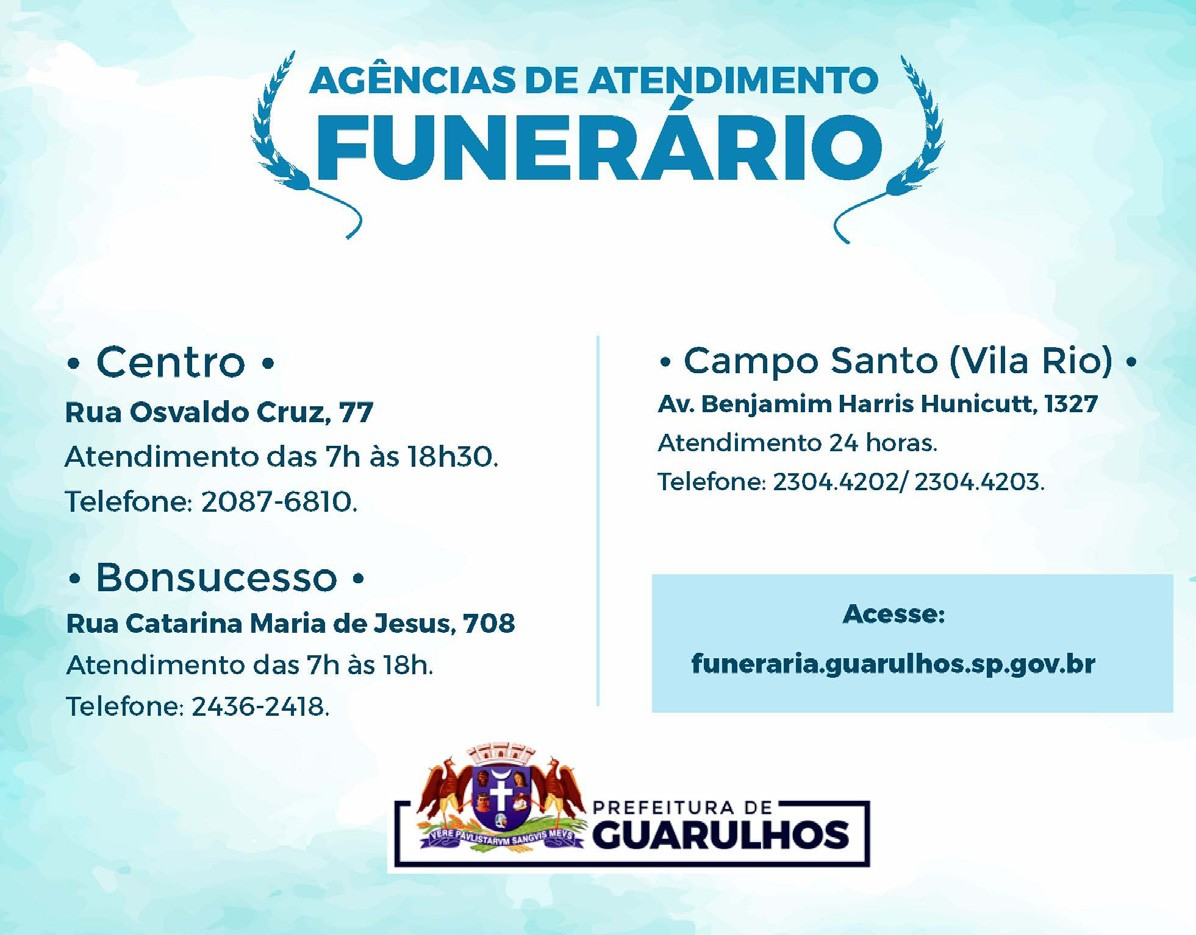 AGÊNCIAS DE ATENDIMENTO
FUNERÁRIO
• Centro •
Rua Osvaldo Cruz, 77
Atendimento das 7h às 18h30.
Telefone: 2087-6810.
• Bonsucesso •
Rua Catarina Maria de Jesus, 708
Atendimento das 7h às 18h.
Telefone: 2436-2418.
• Campo Santo (Vila Rio) •
Av. Benjamim Harris Hunicutt, 1327
Atendimento 24 horas.
Telefone: 2304.4202/ 2304.4203.
Acesse:
funeraria.guarulhos.sp.gov.br
VERE PAVLISTARVM SANGVIS MEVS
PREFEITURA DE
GUARULHOS